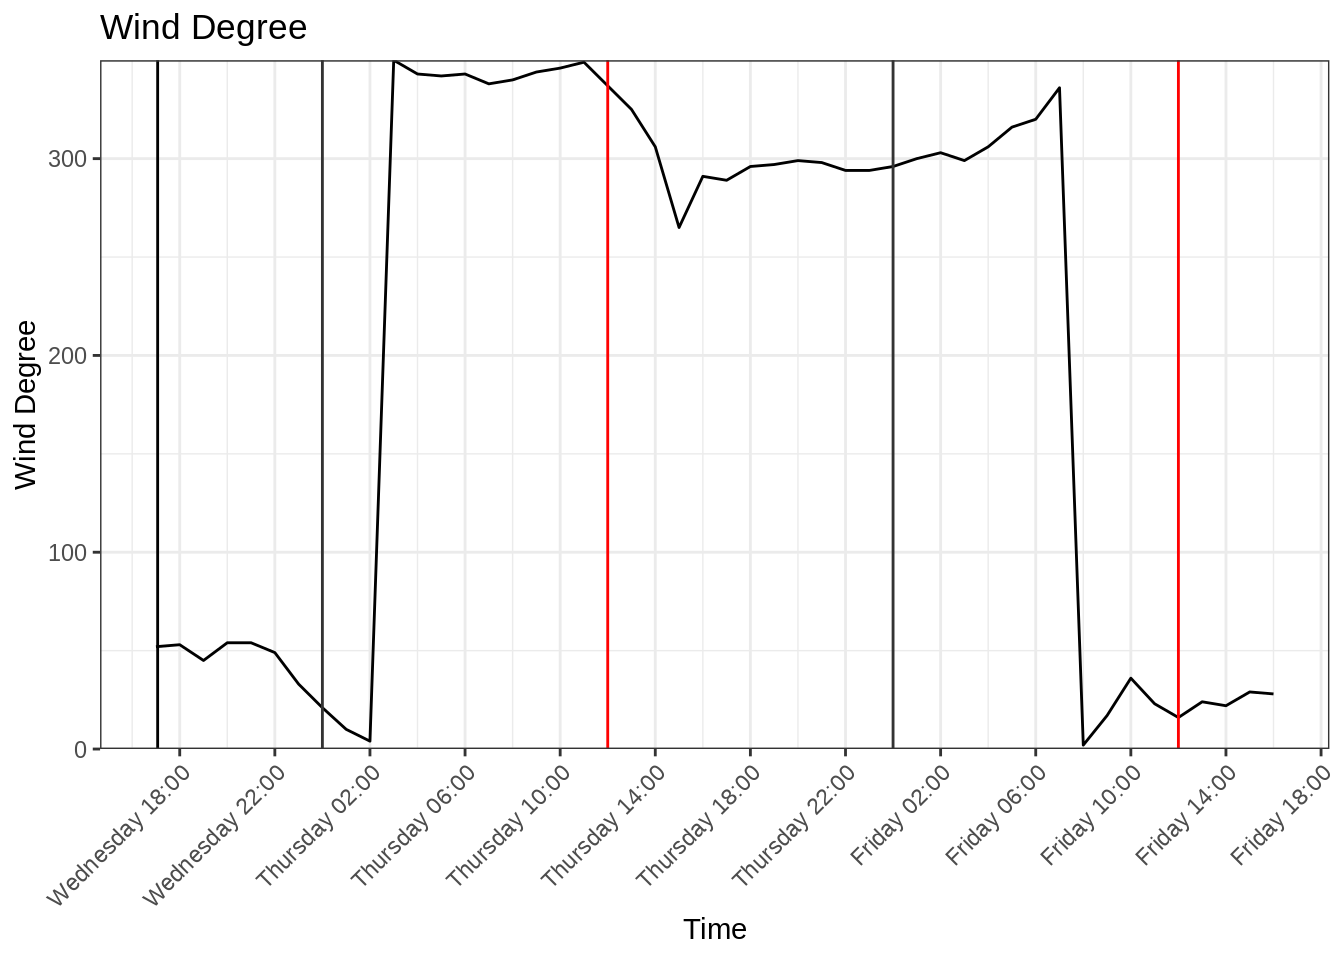 Wind Degree
Wind Degree
300
200
100
0
Wednesday 18:00
Wednesday 22:00
Thursday 02:00
Thursday 06:00
Thursday 10:00
Thursday 14:00
Thursday 18:00
Thursday 22:00
Friday 02:00
Friday 06:00
Friday 10:00
Friday 14:00
Friday 18:00
Time